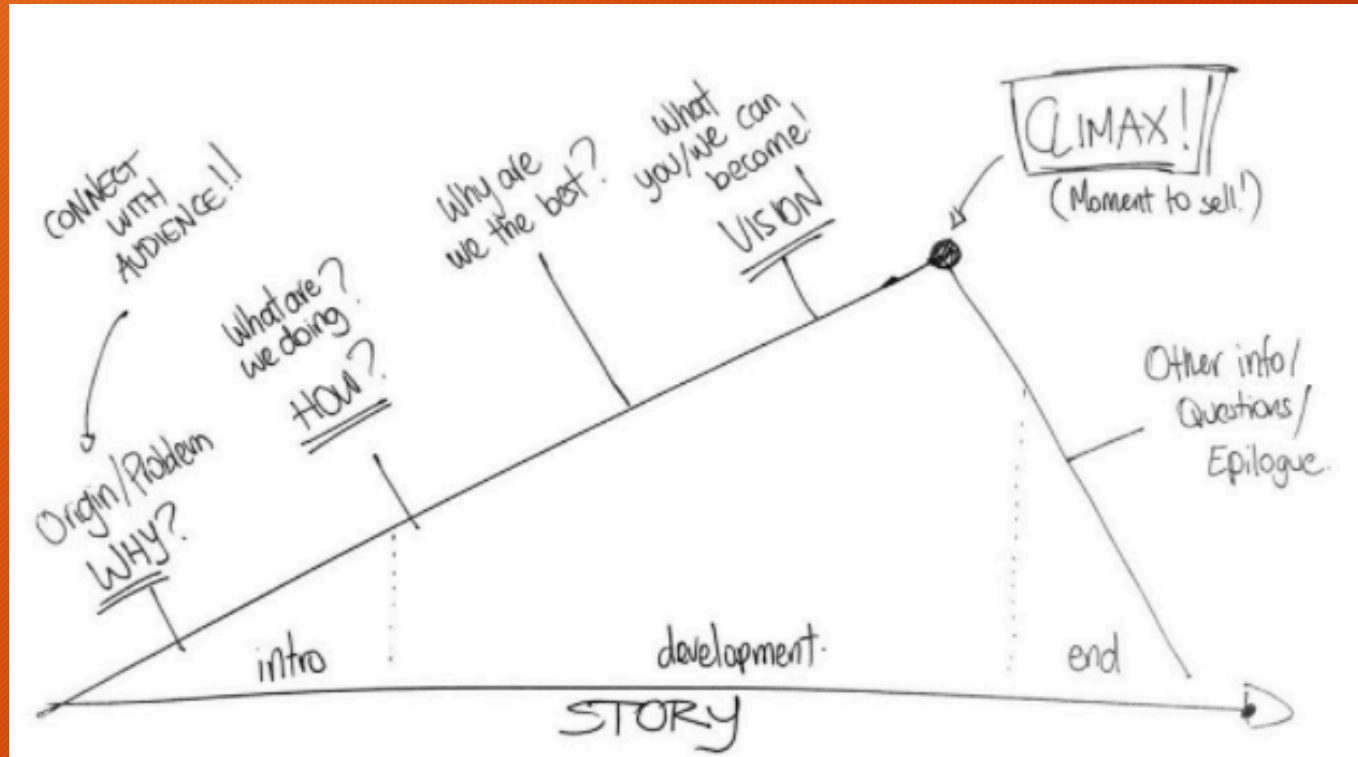 CONNECT
WITH
AUDIENCE!!
Origin/Problem
WHY?
What are?
we doing
HOW?
Why are
we the best?
What
you/we can
become!
VISION
CLIMAX!
(Moment to sell!)
Other info/
Questions/
Epilogue.
intro
development.
end
STORY